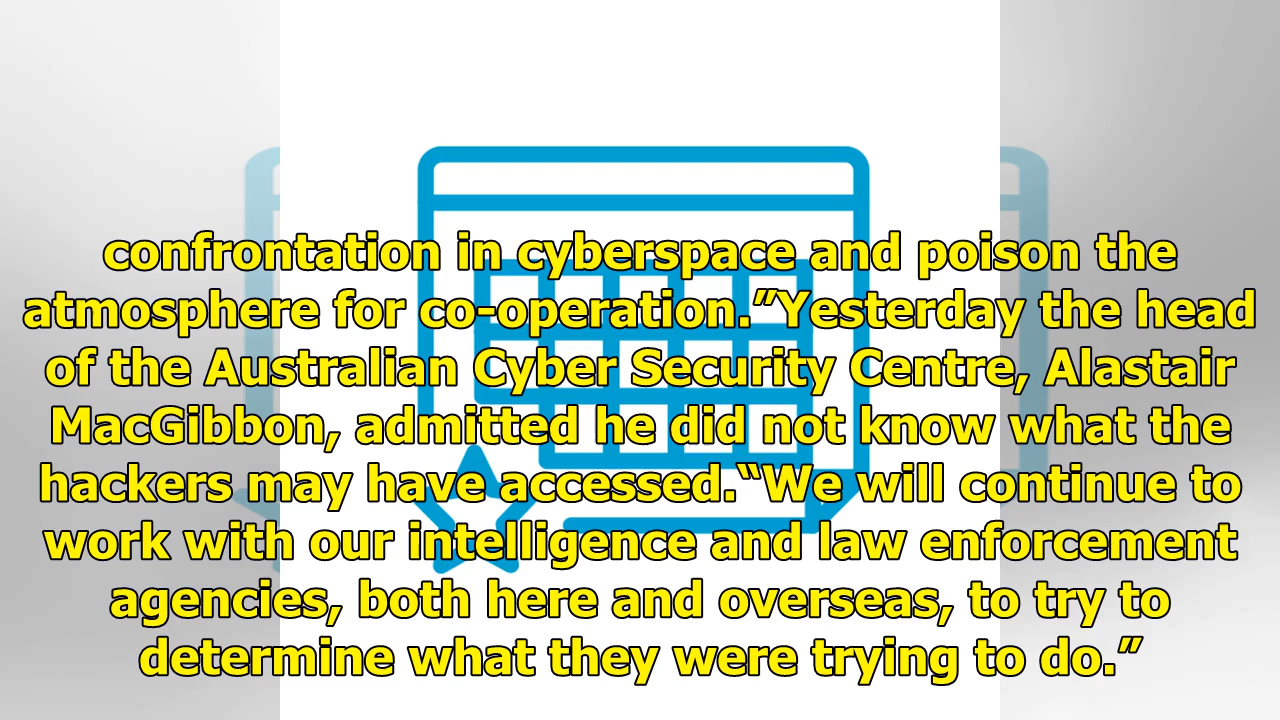 confrontation in cyberspace and poison the
atmosphere for co-operation.”Yesterday the head
of the Australian Cyber Security Centre, Alastair
MacGibbon, admitted he did not know what the
hackers may have accessed.“We will continue to
work with our intelligence and law enforcement
agencies, both here and overseas, to try to
determine what they were trying to do.”